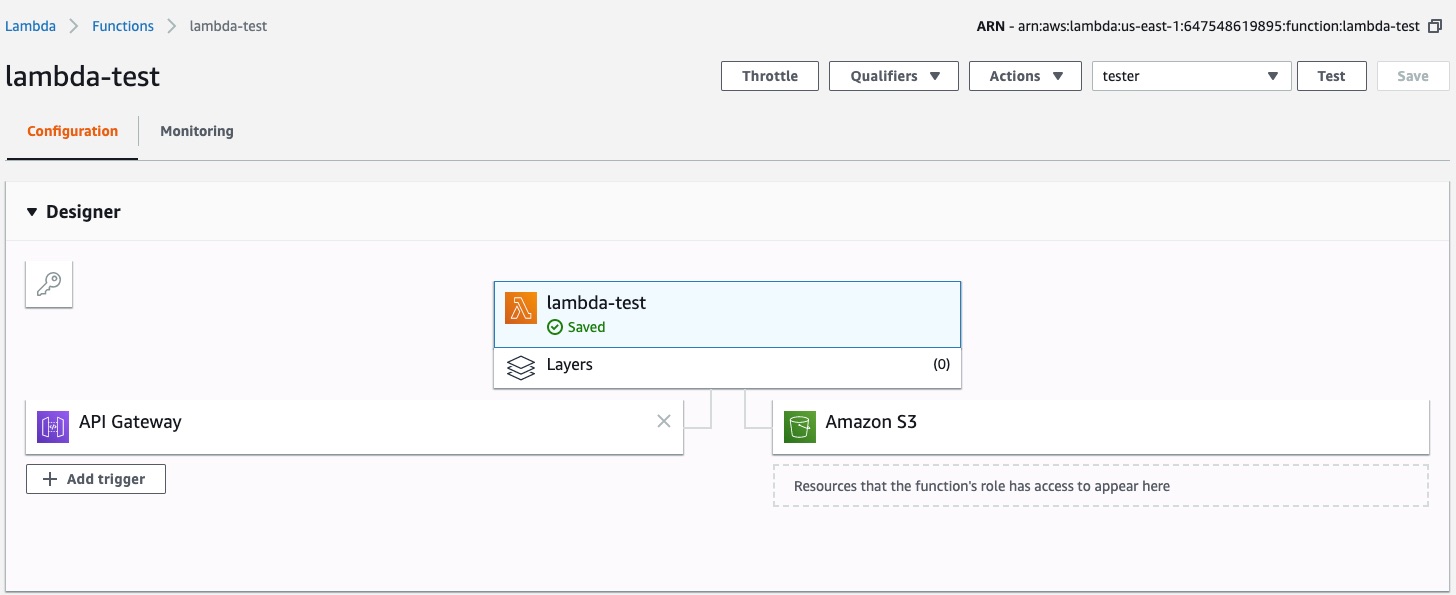 Lambda Functions lambda-test
ARN - arn:aws:lambda:us-east-1:647548619895:function:lambda-test
lambda-test
Throttle Qualifiers Actions tester Test Save
Configuration Monitoring
Designer
lambda-test
Saved
Layers (0)
API Gateway
Amazon S3
Add trigger
Resources that the function's role has access to appear here